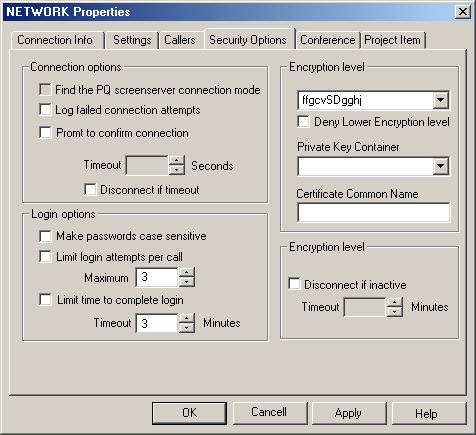 NETWORK Properties
Connection Info
Settings
Callers
Security Options
Conference
Project Item
Connection options
Find the PQ screenserver connection mode
Log failed connection attempts
Promt to confirm connection
Timeout
Seconds
Disconnect if timeout
Login options
Make passwords case sensitive
Limit login attempts per call
Maximum 3
Limit time to complete login
Timeout 3 Minutes
Encryption level
ffgcvSDgghj
Deny Lower Encryption level
Private Key Container
Certificate Common Name
Encryption level
Disconnect if inactive
Timeout
Minutes
OK
Cancell
Apply
Help